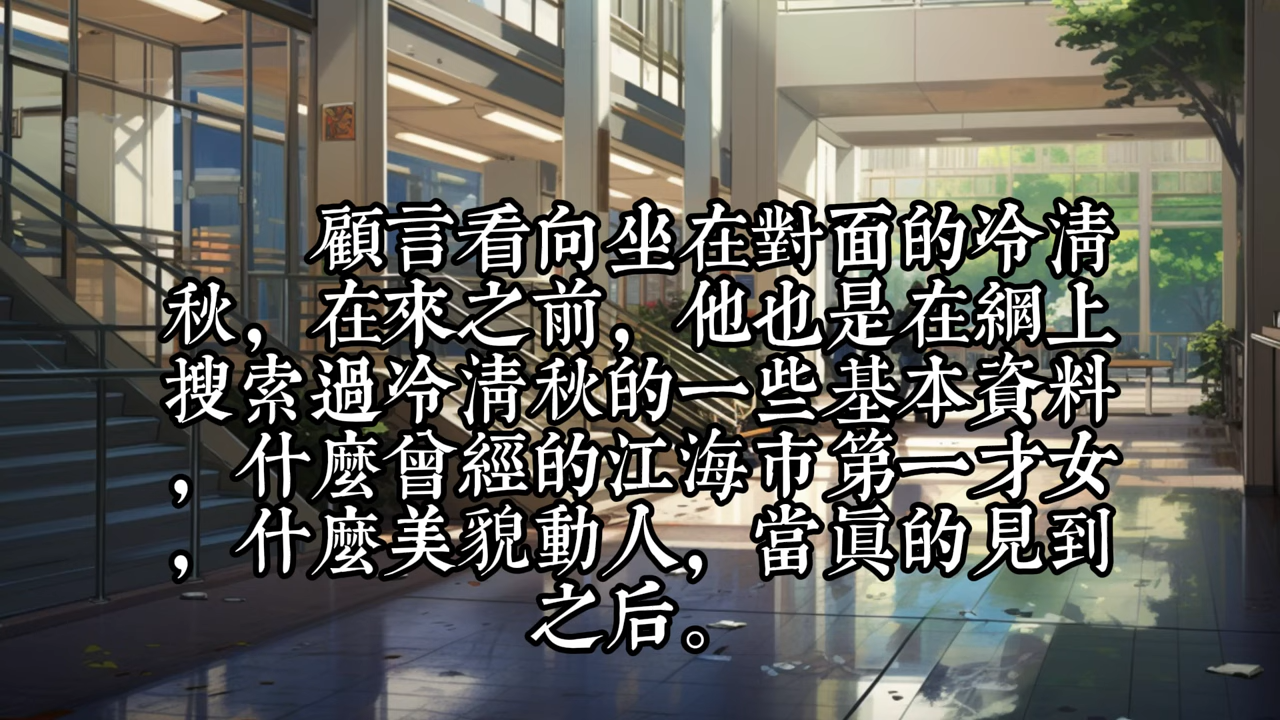 顧言看向坐在對面的冷清
秋，在來之前，他也是在網上
搜索過冷清秋的一些基本資料
，什麼曾經的江海市第一才女
，什麼美貌動人，當真的見到
之后。